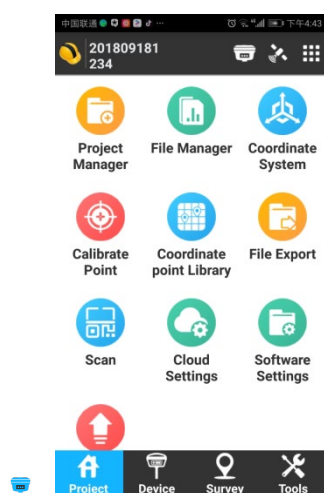 中国联通 下午4:43
201809181
234
Project Manager
File Manager
Coordinate System
Calibrate Point
Coordinate point Library
File Export
Scan
Cloud Settings
Software Settings
Project
Device
Survey
Tools